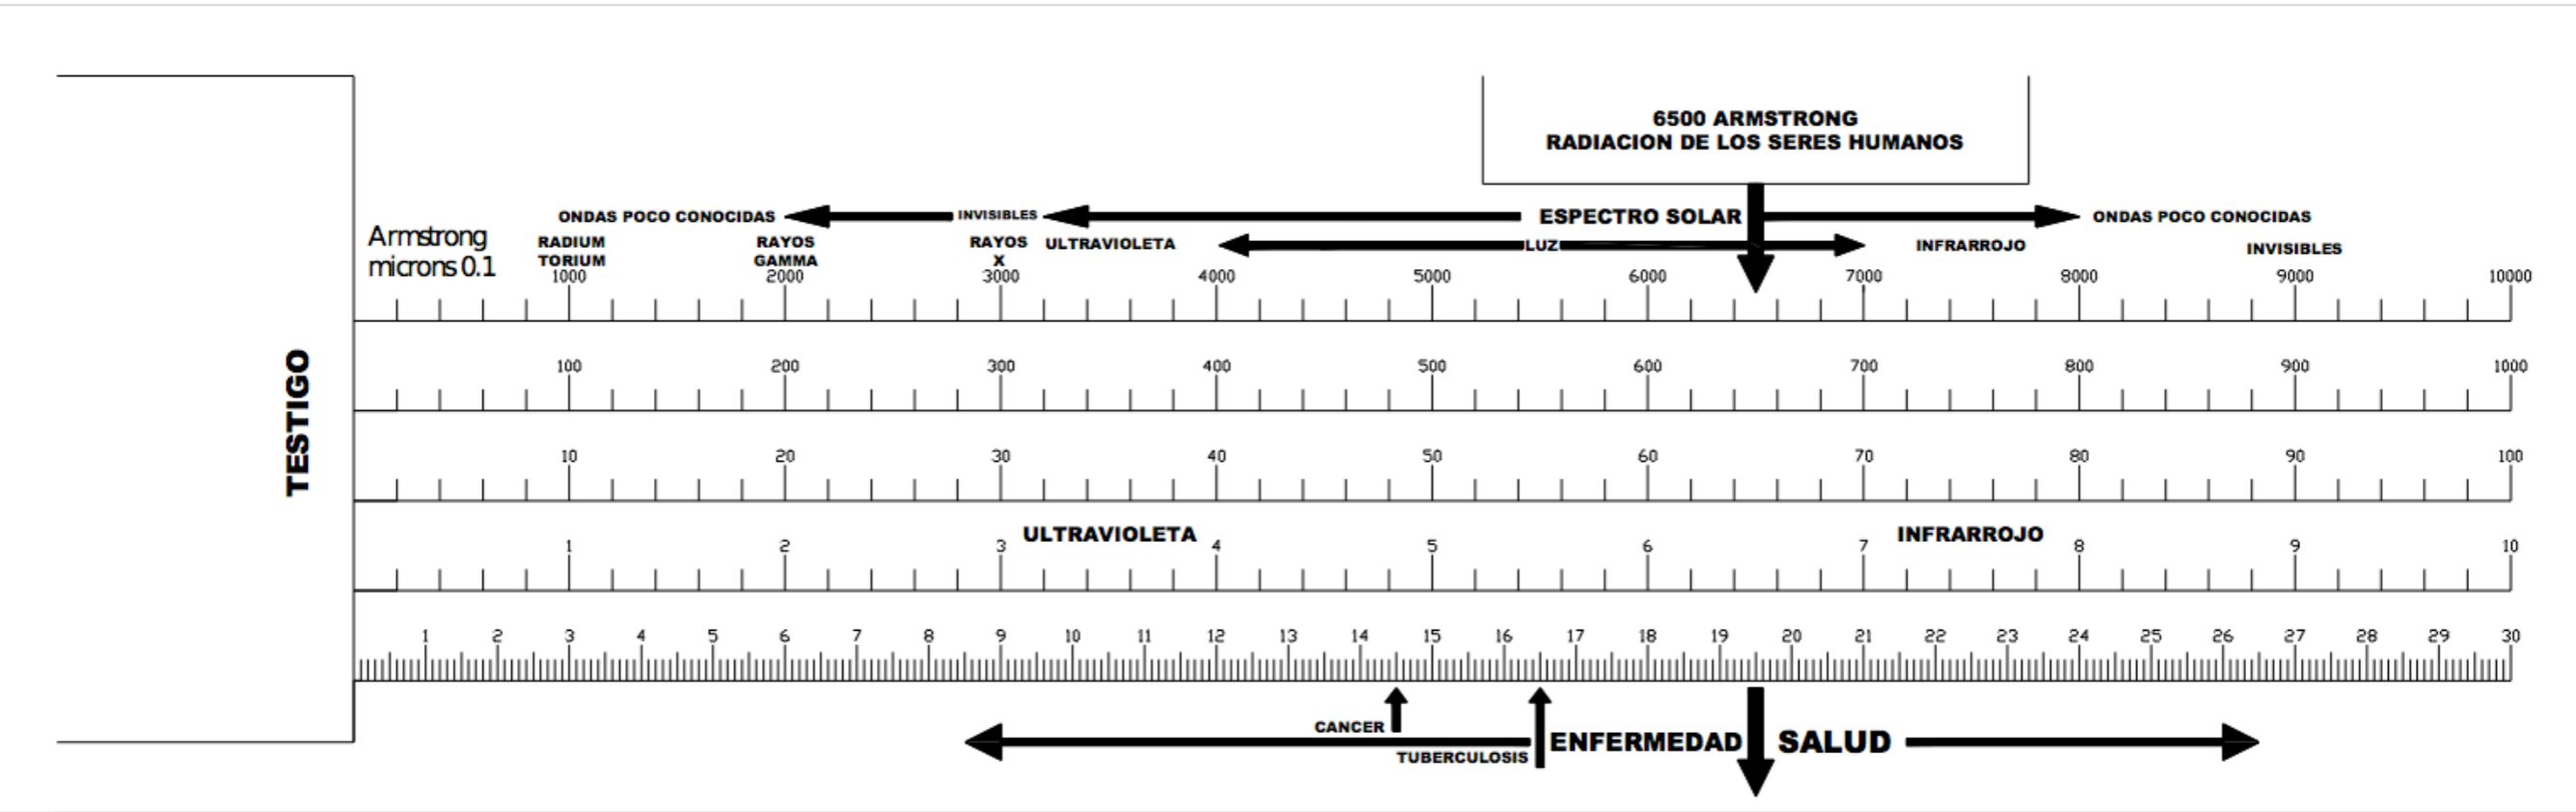 6500 ARMSTRONG
RADIACION DE LOS SERES HUMANOS
ONDAS POCO CONOCIDAS INVISIBLES ESPECTRO SOLAR ONDAS POCO CONOCIDAS
Armstrong
microns 0.1
RADIUM
TORIUM
RAYOS
GAMMA
RAYOS
X
ULTRAVIOLETA
LUZ
INFRARROJO
INVISIBLES
1000 2000 3000 4000 5000 6000 7000 8000 9000 10000
TESTIGO
100 200 300 400 500 600 700 800 900 1000
10 20 30 40 50 60 70 80 90 100
ULTRAVIOLETA INFRARROJO
1 2 3 4 5 6 7 8 9 10
1 2 3 4 5 6 7 8 9 10 11 12 13 14 15 16 17 18 19 20 21 22 23 24 25 26 27 28 29 30
CANCER
TUBERCULOSIS
ENFERMEDAD SALUD